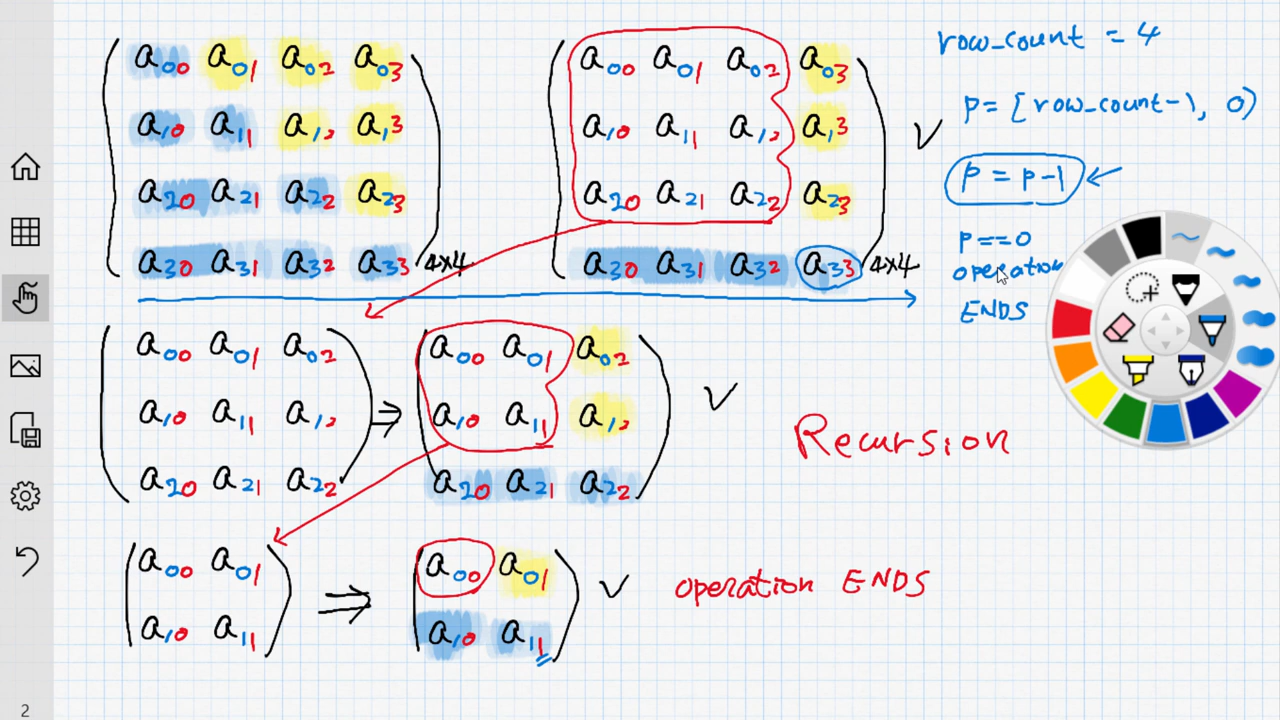 a00 a01 a02 a03
a10 a11 a12 a13
a20 a21 a22 a23
a30 a31 a32 a33 4x4
a00 a01 a02 a03
a10 a11 a12 a13
a20 a21 a22 a23
a30 a31 a32 a33 4x4
row_count = 4
p = [row_count-1, 0)
p = p-1
p==0
operation
ENDS
a00 a01 a02
a10 a11 a12
a20 a21 a22
⇒
a00 a01 a02
a10 a11 a12
a20 a21 a22
Recursion
a00 a01
a10 a11
⇒
a00 a01
a10 a11
operation ENDS
2